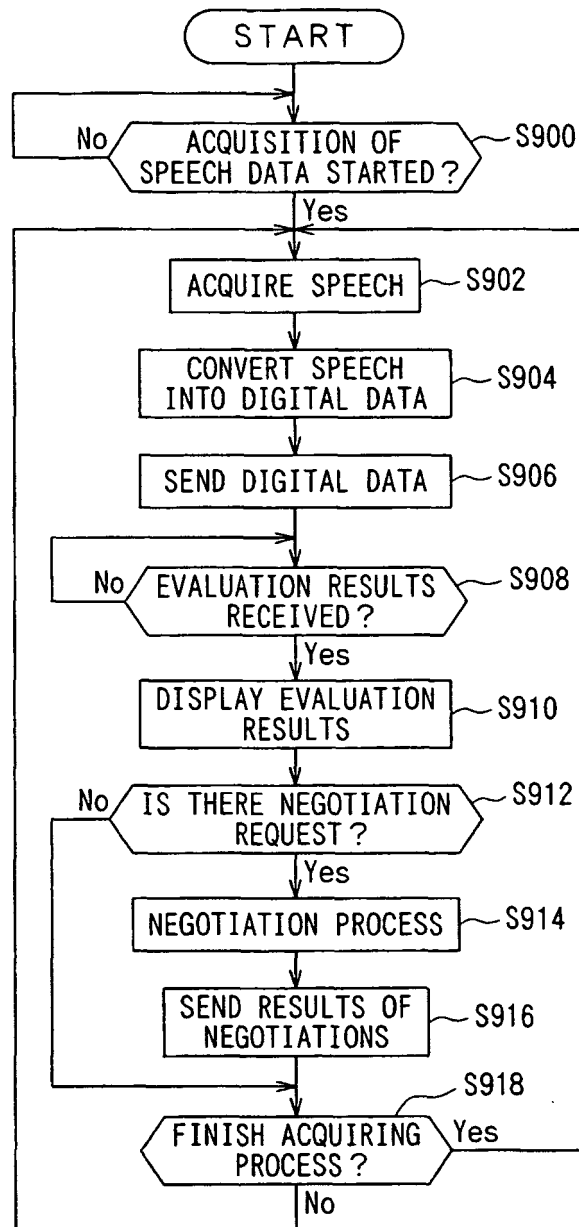 START
No
ACQUISITION OF
SPEECH DATA STARTED?
S900
Yes
ACQUIRE SPEECH
S902
CONVERT SPEECH
INTO DIGITAL DATA
S904
SEND DIGITAL DATA
S906
No
EVALUATION RESULTS
RECEIVED?
S908
Yes
DISPLAY EVALUATION
RESULTS
S910
No
IS THERE NEGOTIATION
REQUEST?
S912
Yes
NEGOTIATION PROCESS
S914
SEND RESULTS OF
NEGOTIATIONS
S916
S918
FINISH ACQUIRING
PROCESS?
Yes
No